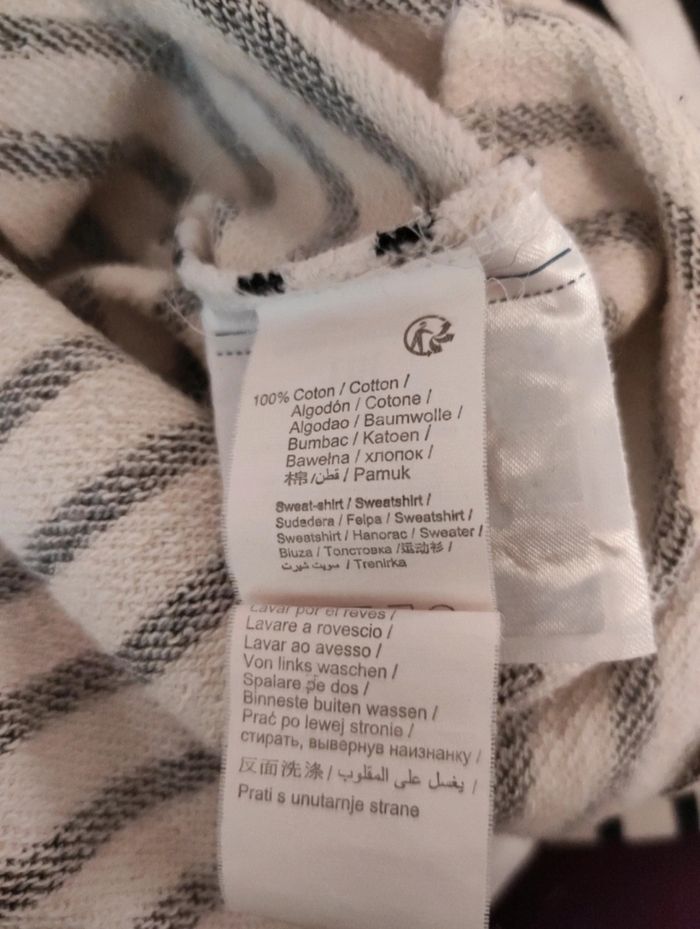 100% Coton / Cotton /
Algodón / Cotone /
Algodao / Baumwolle /
Bumbac / Katoen /
Bawełna / хлопок /
棉 / قطن / Pamuk
Sweat-shirt / Sweatshirt /
Sudadera / Felpa / Sweatshirt /
Sweatshirt / Hanorac / Sweater /
Bluza / Толстовка /运动衫 /
سويت شيرت / Trenirka
Lavar por el revés /
Lavare a rovescio /
Lavar ao avesso /
Von links waschen /
Spalare pe dos /
Binneste buiten wassen /
Prać po lewej stronie /
стирать, вывернув наизнанку /
反面洗涤 / يغسل على المقلوب /
Prati s unutarnje strane